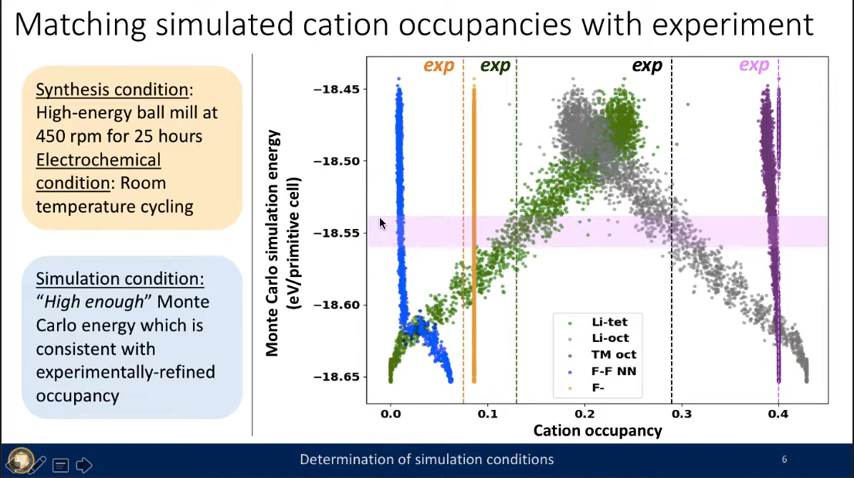 Matching simulated cation occupancies with experiment
Synthesis condition:
High-energy ball mill at
450 rpm for 25 hours
Electrochemical
condition: Room
temperature cycling
Simulation condition:
“High enough” Monte
Carlo energy which is
consistent with
experimentally-refined
occupancy
Monte Carlo simulation energy
(eV/primitive cell)
exp exp exp exp
−18.45
−18.50
−18.55
−18.60
−18.65
Li-tet
Li-oct
TM oct
F-F NN
F-
0.0 0.1 0.2 0.3 0.4
Cation occupancy
Determination of simulation conditions
6